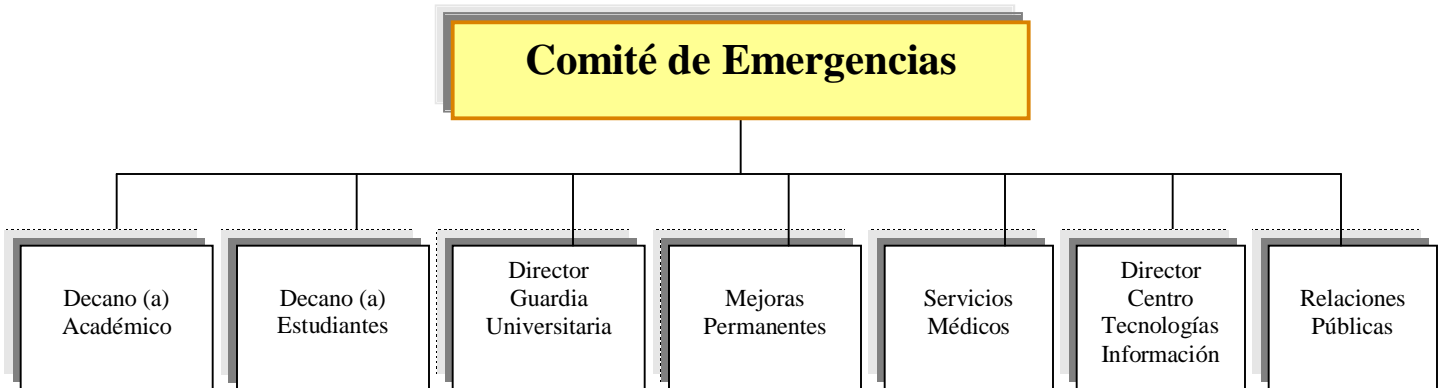 Comité de Emergencias
Decano (a)
Académico
Decano (a)
Estudiantes
Director
Guardia
Universitaria
Mejoras
Permanentes
Servicios
Médicos
Director
Centro
Tecnologías
Información
Relaciones
Públicas